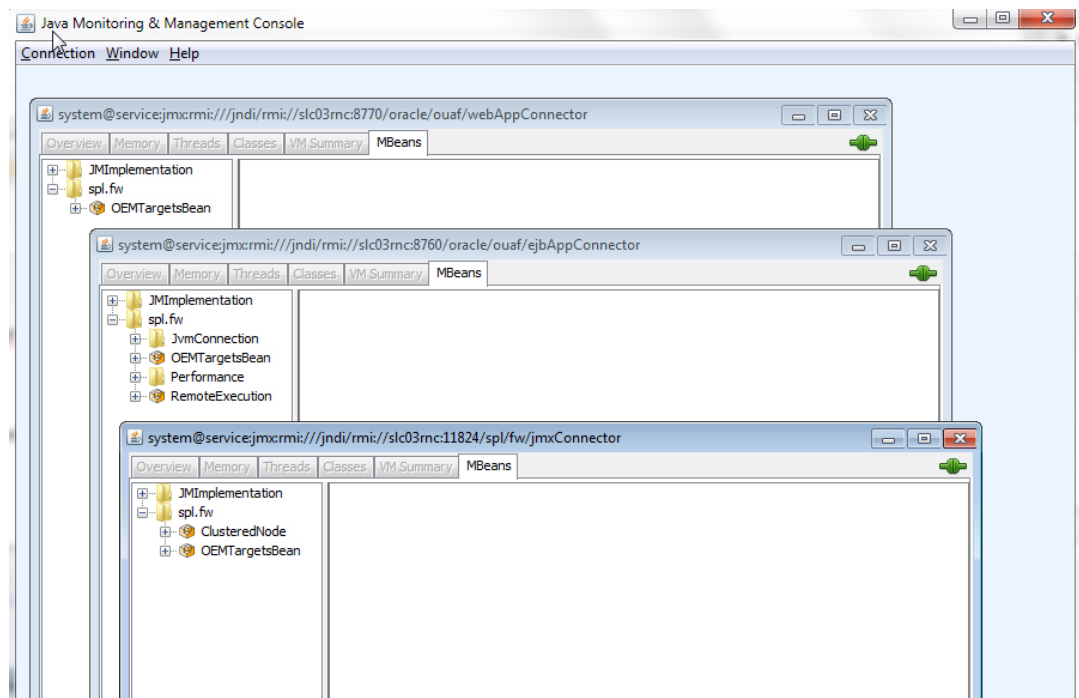 Java Monitoring & Management Console
Connection Window Help
system@service:jmx:rmi:///jndi/rmi://slc03rnc:8770/oracle/ouaf/webAppConnector
Overview Memory Threads Classes VM Summary MBeans
JMImplementation
spl.fw
OEMTargetsBean
system@service:jmx:rmi:///jndi/rmi://slc03rnc:8760/oracle/ouaf/ejbAppConnector
Overview Memory Threads Classes VM Summary MBeans
JMImplementation
spl.fw
JvmConnection
OEMTargetsBean
Performance
RemoteExecution
system@service:jmx:rmi:///jndi/rmi://slc03rnc:11824/spl/fw/jmxConnector
Overview Memory Threads Classes VM Summary MBeans
JMImplementation
spl.fw
ClusteredNode
OEMTargetsBean